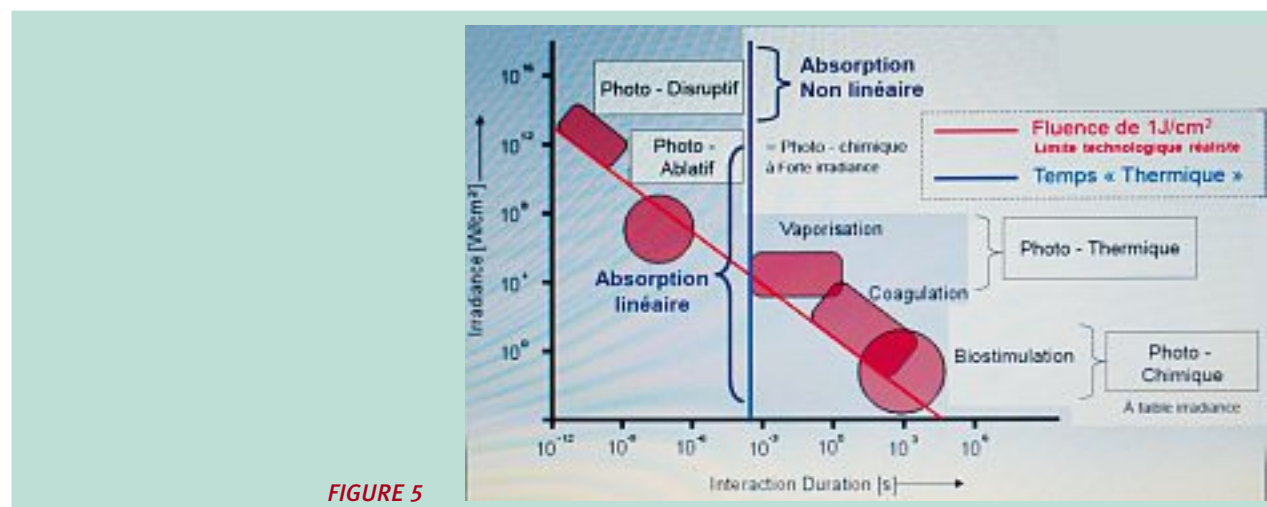 10¹⁶
10¹²
10⁸
10⁴
10⁰
Irradiance [W/cm²]
Photo - Disruptif
Photo -
Ablatif
Absorption
Non linéaire
= Photo - chimique
à Forte irradiance
Fluence de 1J/cm²
Limite technologique réaliste
Temps « Thermique »
Vaporisation
Photo - Thermique
Absorption
linéaire
Coagulation
Biostimulation
Photo -
Chimique
À faible irradiance
10⁻¹² 10⁻⁹ 10⁻⁶ 10⁻³ 10⁰ 10³ 10⁶
Interaction Duration [s]
FIGURE 5